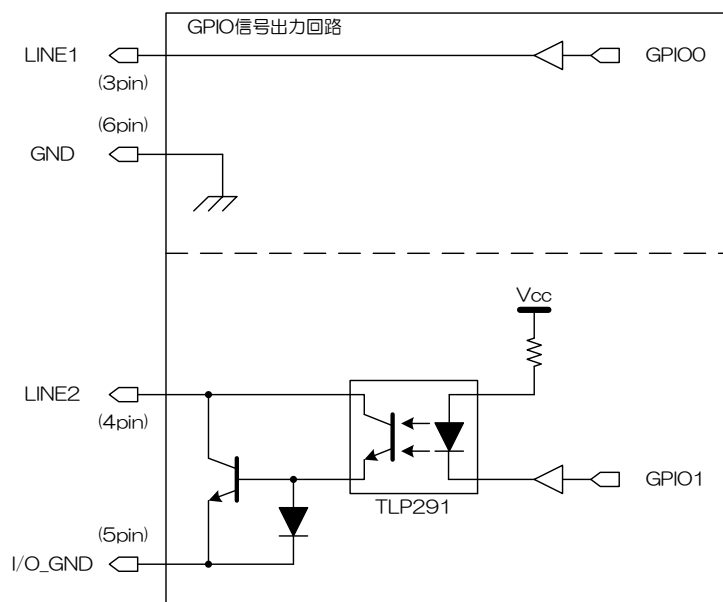 GPIO信号出力回路
LINE1
GPIO0
(3pin)
(6pin)
GND
Vcc
LINE2
(4pin)
GPIO1
TLP291
(5pin)
I/O_GND